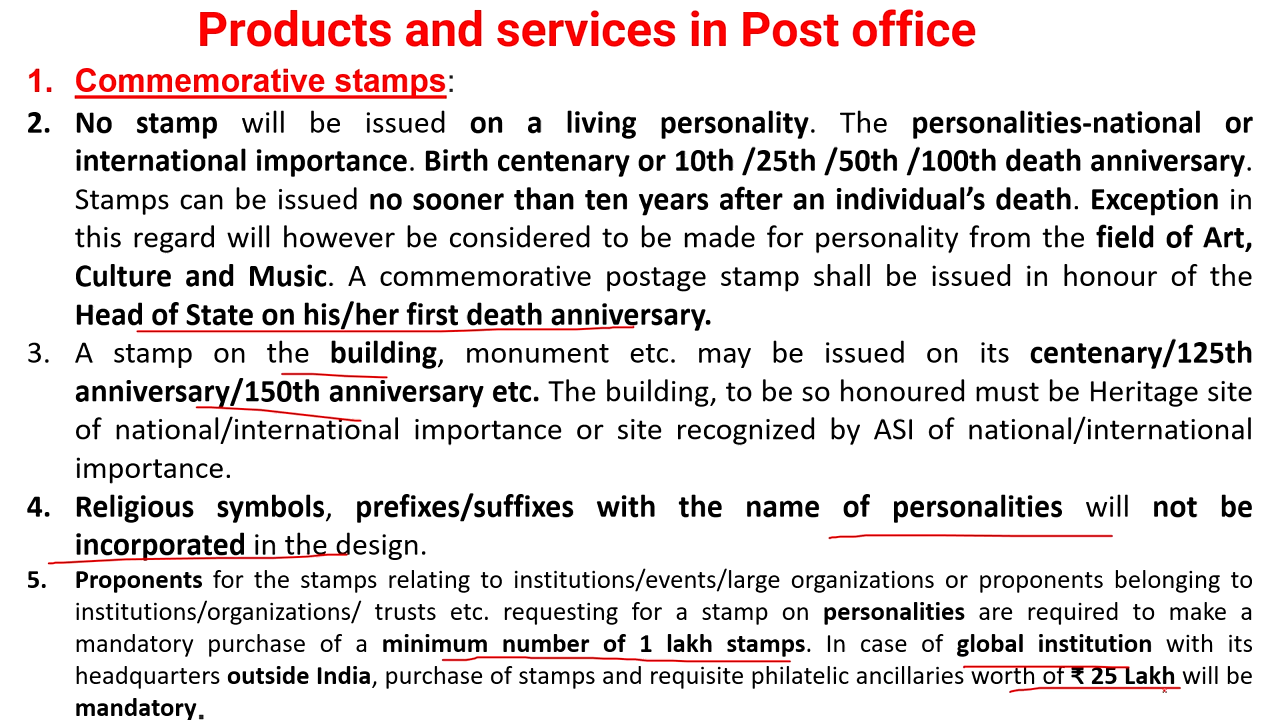 Products and services in Post office
1. Commemorative stamps:
2. No stamp will be issued on a living personality. The personalities-national or
international importance. Birth centenary or 10th /25th /50th /100th death anniversary.
Stamps can be issued no sooner than ten years after an individual’s death. Exception in
this regard will however be considered to be made for personality from the field of Art,
Culture and Music. A commemorative postage stamp shall be issued in honour of the
Head of State on his/her first death anniversary.
3. A stamp on the building, monument etc. may be issued on its centenary/125th
anniversary/150th anniversary etc. The building, to be so honoured must be Heritage site
of national/international importance or site recognized by ASI of national/international
importance.
4. Religious symbols, prefixes/suffixes with the name of personalities will not be
incorporated in the design.
5. Proponents for the stamps relating to institutions/events/large organizations or proponents belonging to
institutions/organizations/ trusts etc. requesting for a stamp on personalities are required to make a
mandatory purchase of a minimum number of 1 lakh stamps. In case of global institution with its
headquarters outside India, purchase of stamps and requisite philatelic ancillaries worth of ₹ 25 Lakh will be
mandatory.